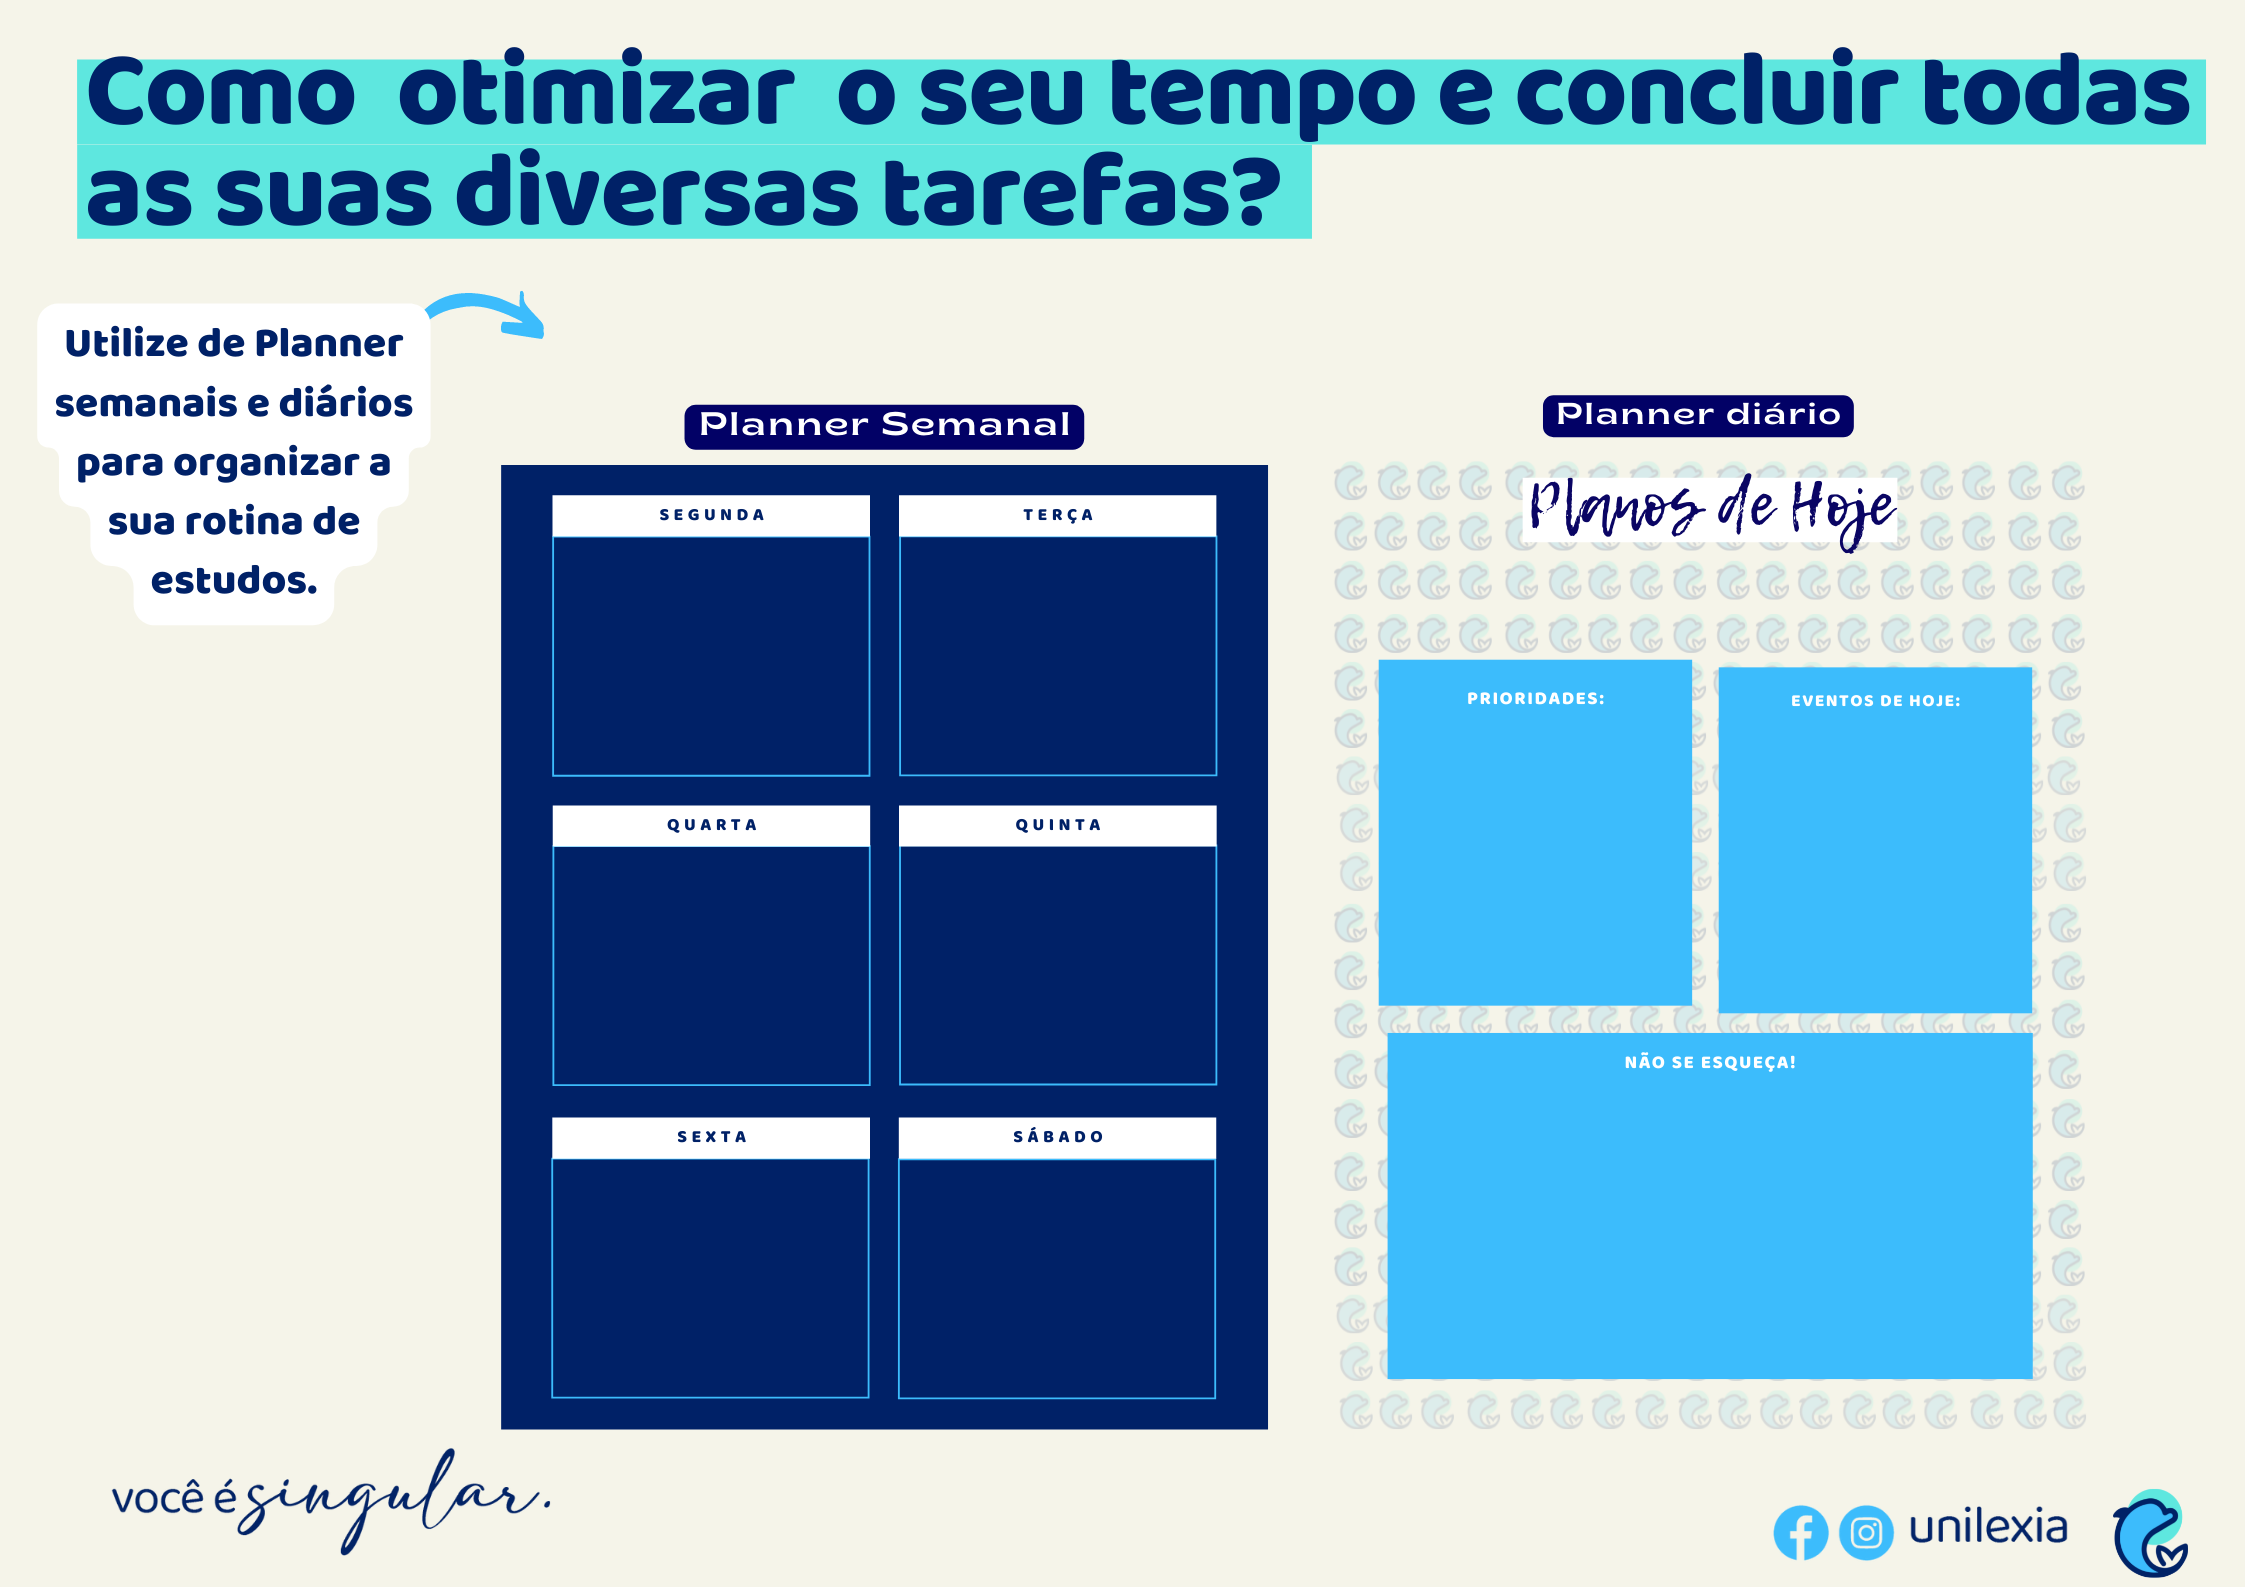 Como otimizar o seu tempo e concluir todas
as suas diversas tarefas?
Utilize de Planner
semanais e diários
para organizar a
sua rotina de
estudos.
Planner Semanal
SEGUNDA
TERÇA
QUARTA
QUINTA
SEXTA
SÁBADO
Planner diário
Planos de Hoje
PRIORIDADES:
EVENTOS DE HOJE:
NÃO SE ESQUEÇA!
você é singular.
unilexia